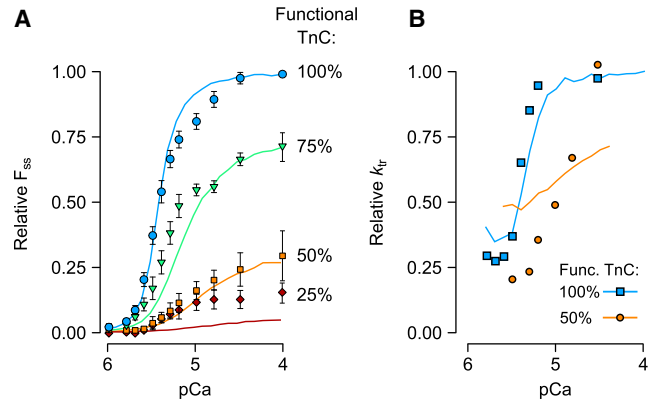 A
Functional
TnC:
100%
75%
50%
25%
1.00
0.75
0.50
0.25
0.00
Relative Fss
6
5
4
pCa
B
1.00
0.75
0.50
0.25
0.00
Relative ktr
Func. TnC:
100%
50%
6
5
4
pCa